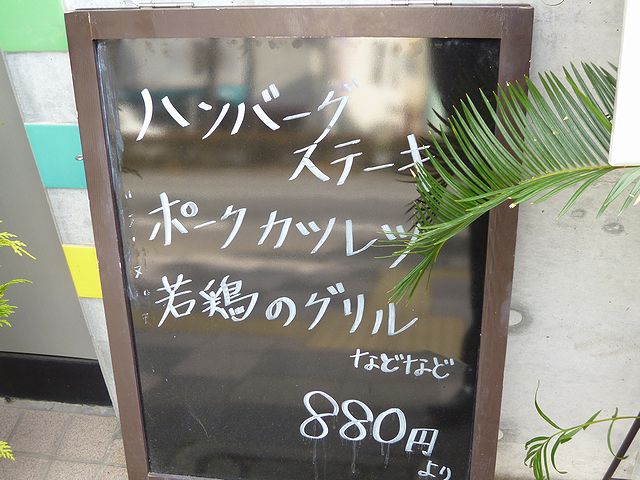 ハンバーグ
ステーキ
ポークカツレツ
若鶏のグリル
などなど
880円
より